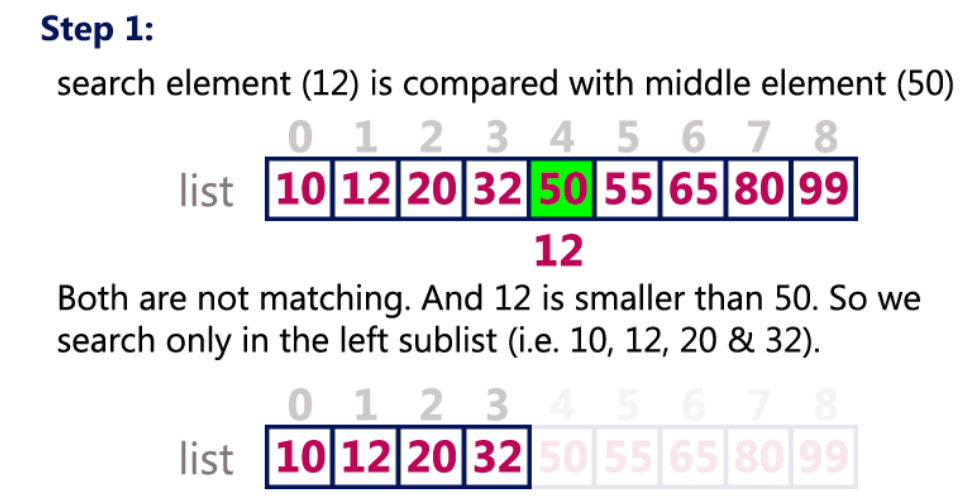 Step 1:
search element (12) is compared with middle element (50)
0 1 2 3 4 5 6 7 8
list 10 12 20 32 50 55 65 80 99
12
Both are not matching. And 12 is smaller than 50. So we
search only in the left sublist (i.e. 10, 12, 20 & 32).
0 1 2 3 4 5 6 7 8
list 10 12 20 32 50 55 65 80 99